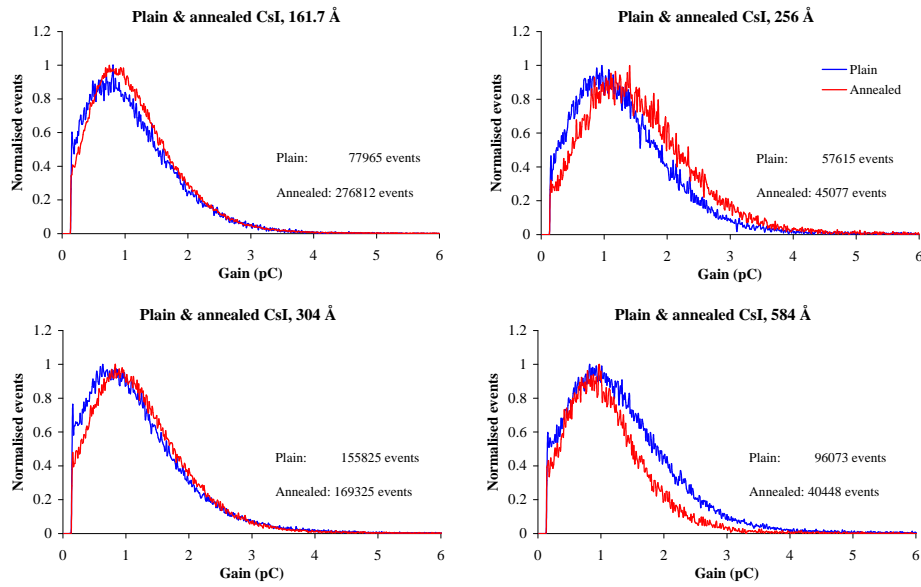 Plain & annealed CsI, 161.7 Å
1.2
1
0.8
0.6
0.4
0.2
0
Normalised events
Plain: 77965 events
Annealed: 276812 events
0 1 2 3 4 5 6
Gain (pC)
Plain & annealed CsI, 256 Å
1.2
1
0.8
0.6
0.4
0.2
0
Normalised events
Plain
Annealed
Plain: 57615 events
Annealed: 45077 events
0 1 2 3 4 5 6
Gain (pC)
Plain & annealed CsI, 304 Å
1.2
1
0.8
0.6
0.4
0.2
0
Normalised events
Plain: 155825 events
Annealed: 169325 events
0 1 2 3 4 5 6
Gain (pC)
Plain & annealed CsI, 584 Å
1.2
1
0.8
0.6
0.4
0.2
0
Normalised events
Plain: 96073 events
Annealed: 40448 events
0 1 2 3 4 5 6
Gain (pC)